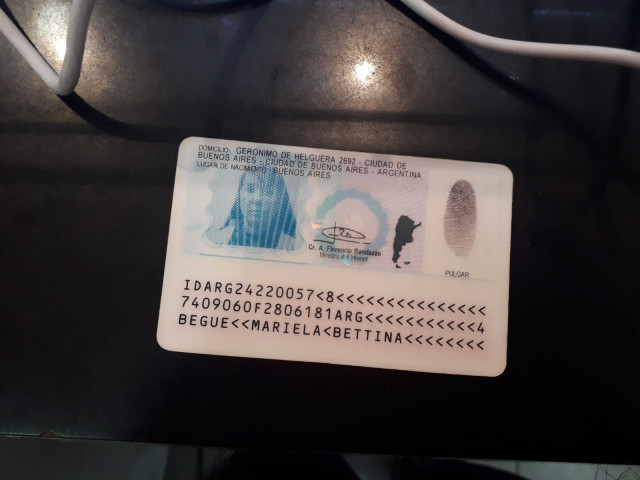 DOMICILIO: GERONIMO DE HELGUERA 2692 - CIUDAD DE
BUENOS AIRES - CIUDAD DE BUENOS AIRES - ARGENTINA
LUGAR DE NACIMIENTO: BUENOS AIRES
Cr. A. Florencio Randazzo
Ministro del Interior
PULGAR
IDARG24220057<8<<<<<<<<<<<<<<<
7409060F2806181ARG<<<<<<<<<<<4
BEGUE<<MARIELA<BETTINA<<<<<<<<